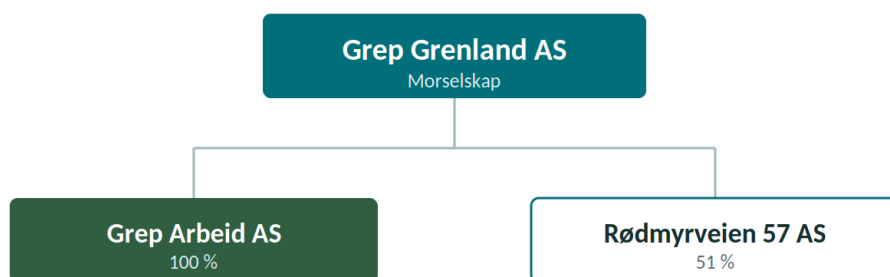 Grep Grenland AS
Morselskap
Grep Arbeid AS
100 %
Rødmyrveien 57 AS
51 %